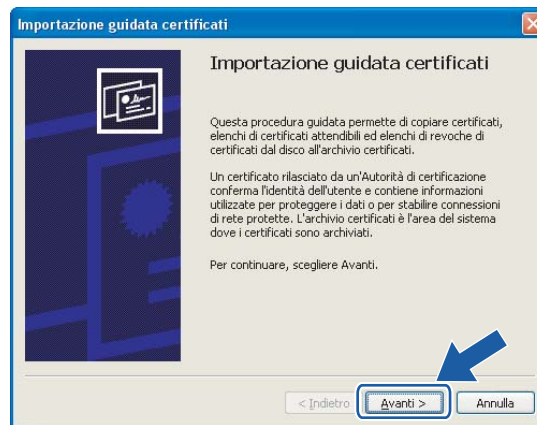 Importazione guidata certificati
Importazione guidata certificati
Questa procedura guidata permette di copiare certificati,
elenchi di certificati attendibili ed elenchi di revoche di
certificati dal disco all'archivio certificati.
Un certificato rilasciato da un'Autorità di certificazione
conferma l'identità dell'utente e contiene informazioni
utilizzate per proteggere i dati o per stabilire connessioni
di rete protette. L'archivio certificati è l'area del sistema
dove i certificati sono archiviati.
Per continuare, scegliere Avanti.
< Indietro Avanti > Annulla